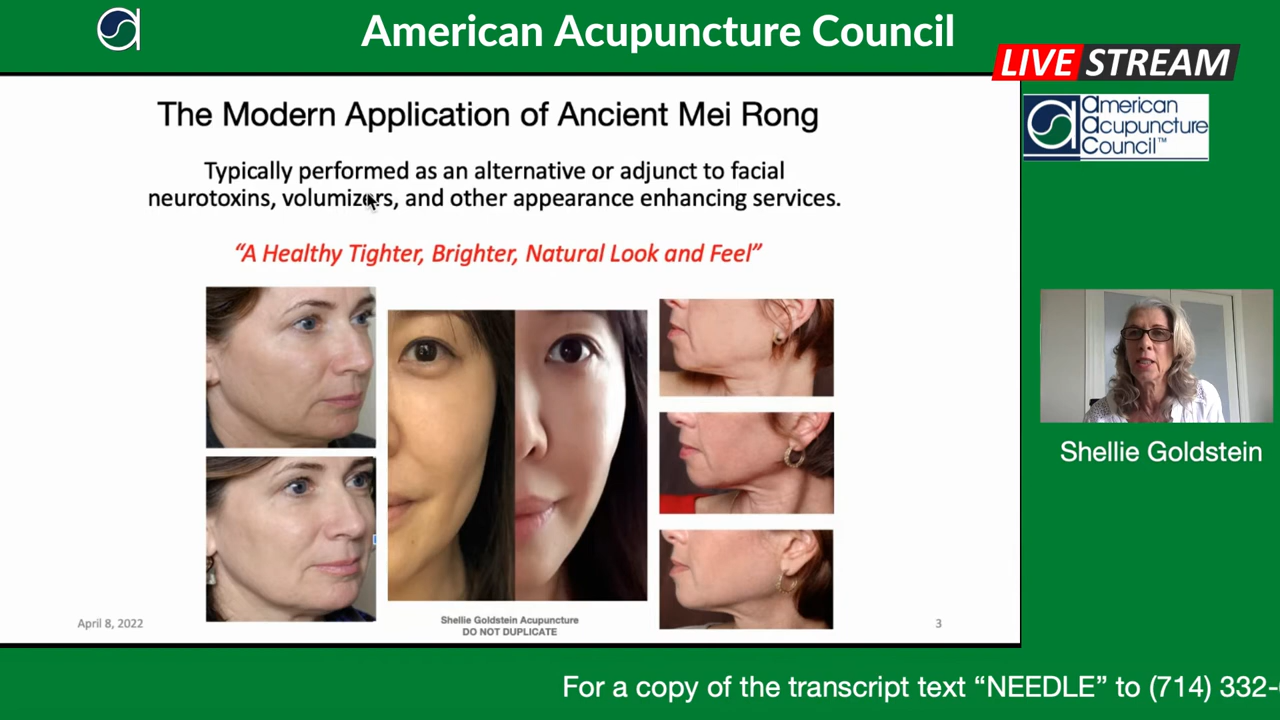 American Acupuncture Council
LIVE STREAM
american
acupuncture
Council™
The Modern Application of Ancient Mei Rong
Typically performed as an alternative or adjunct to facial
neurotoxins, volumizers, and other appearance enhancing services.
“A Healthy Tighter, Brighter, Natural Look and Feel”
Shellie Goldstein
April 8, 2022
Shellie Goldstein Acupuncture
DO NOT DUPLICATE
3
For a copy of the transcript text “NEEDLE” to (714) 332-